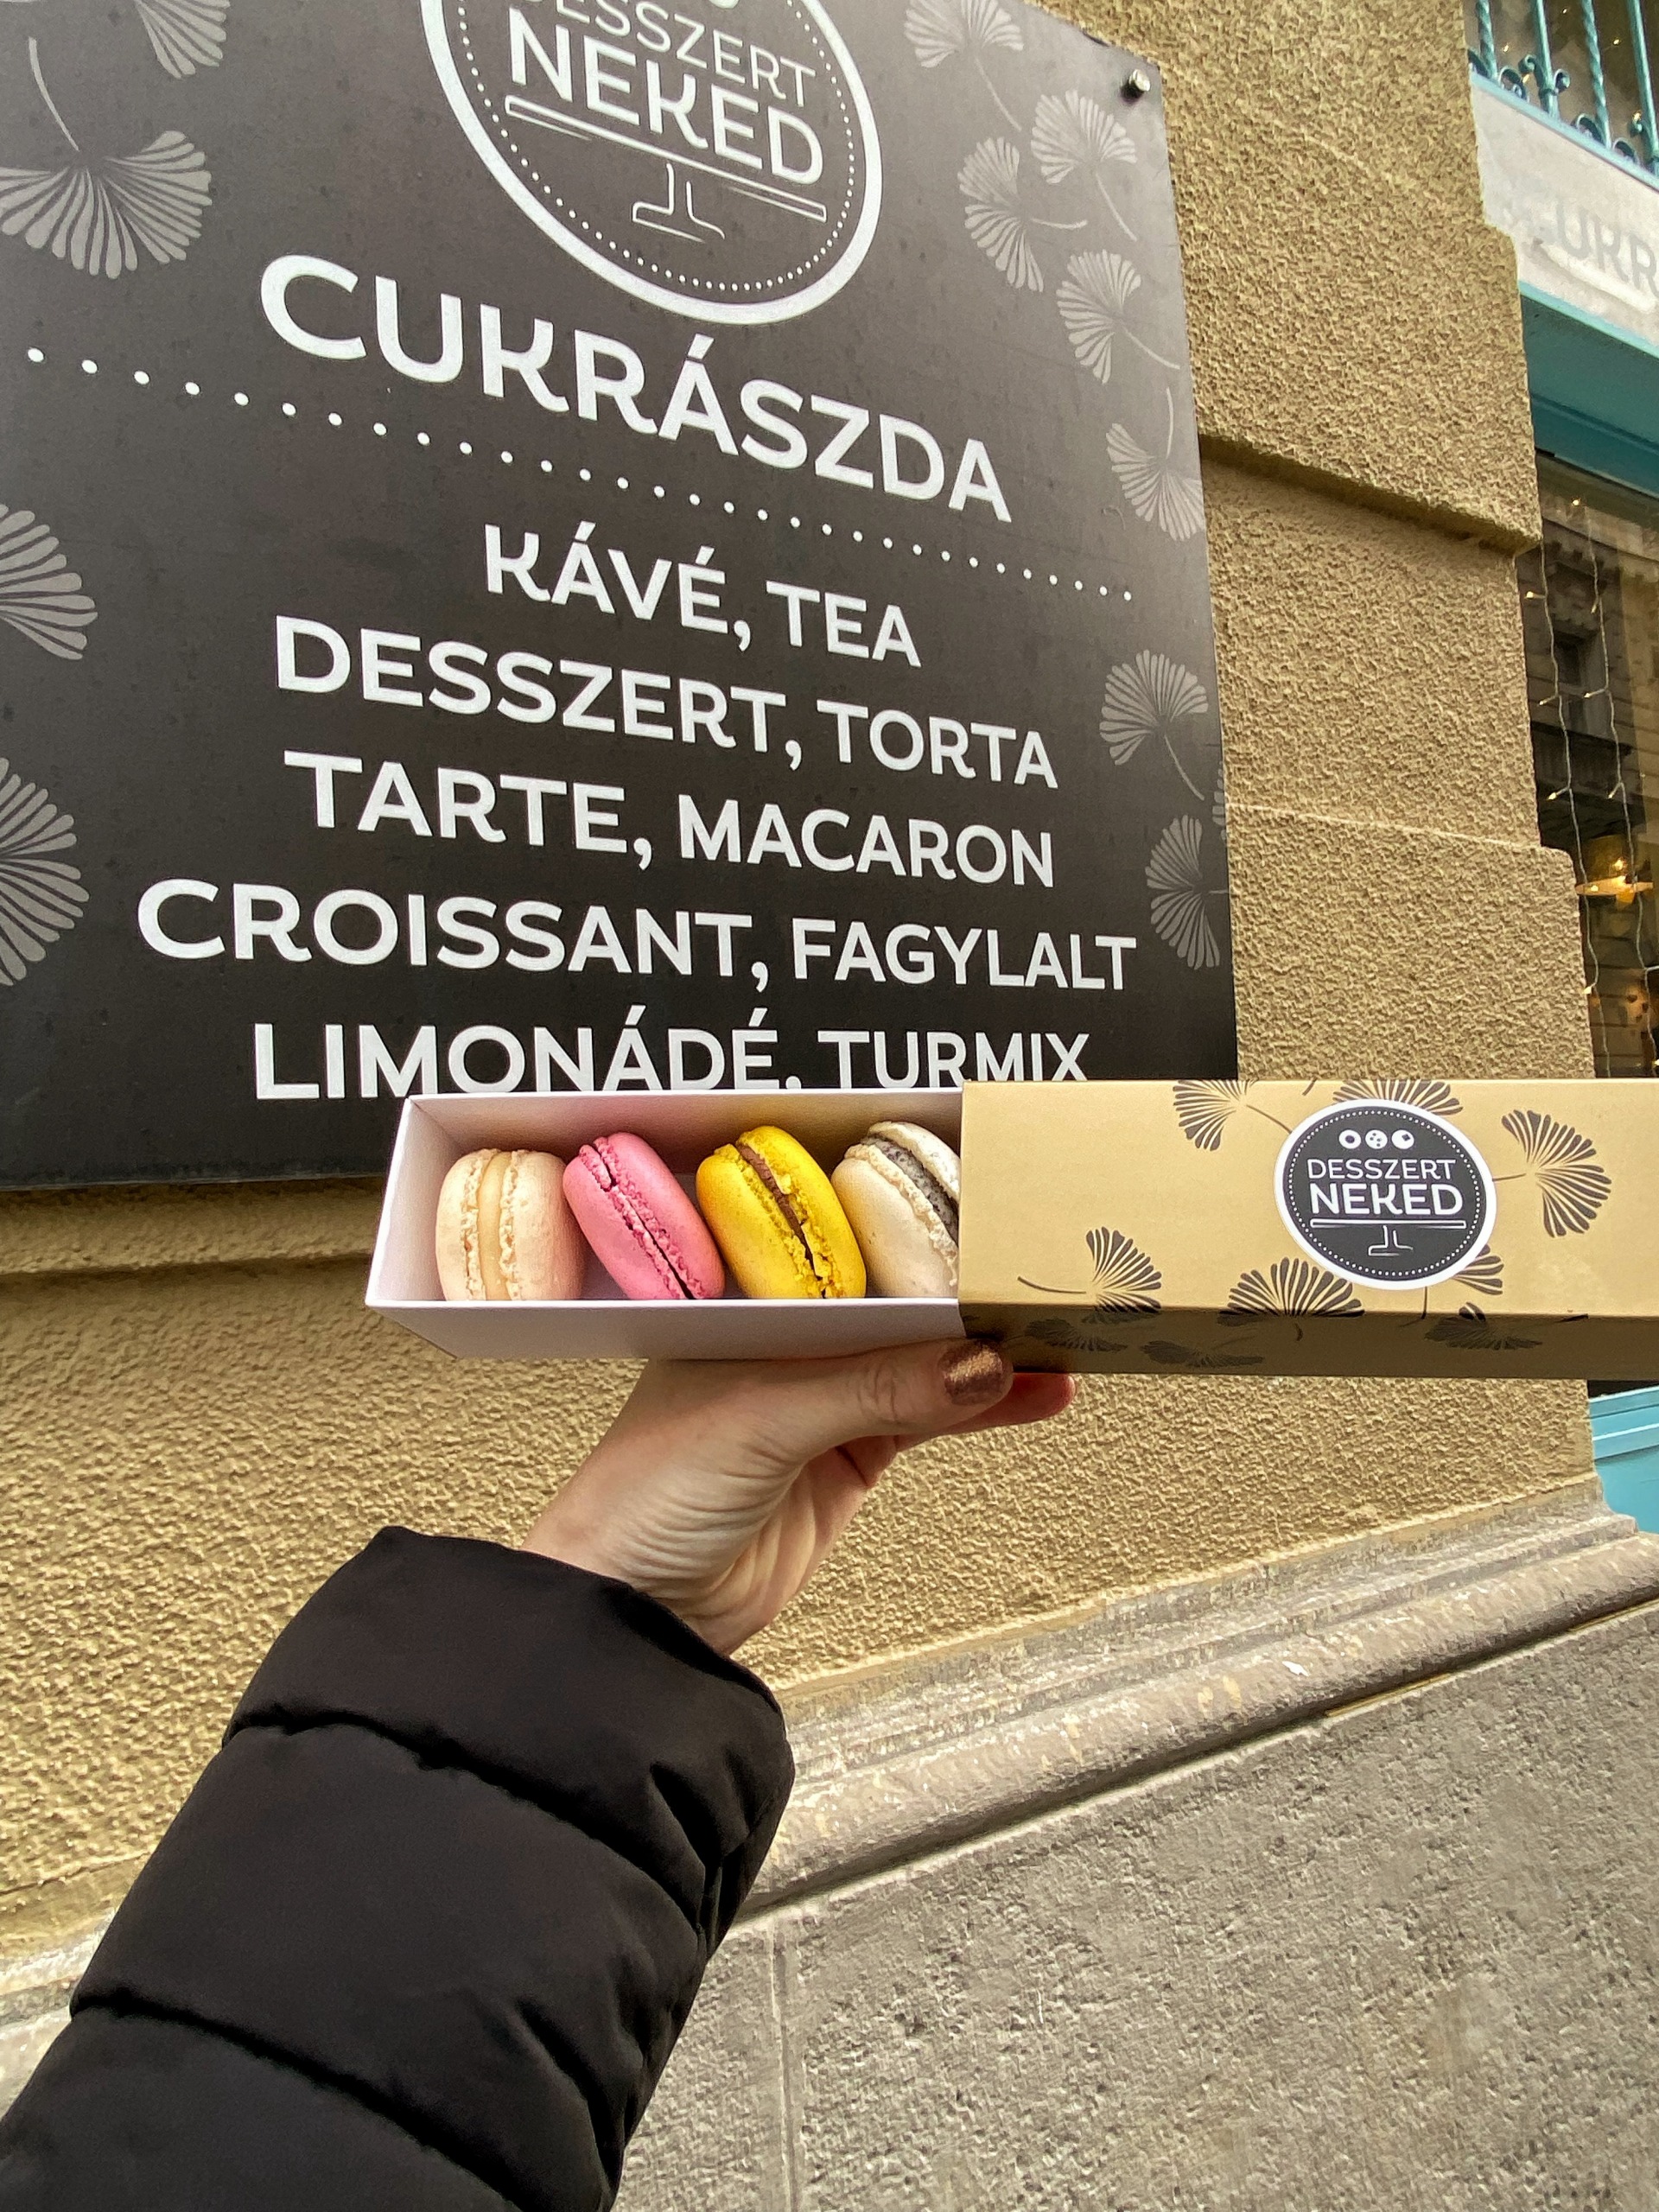 DESSZERT
NEKED
CUKRÁSZDA
KÁVÉ, TEA
DESSZERT, TORTA
TARTE, MACARON
CROISSANT, FAGYLALT
LIMONÁDÉ, TURMIX
DESSZERT
NEKED